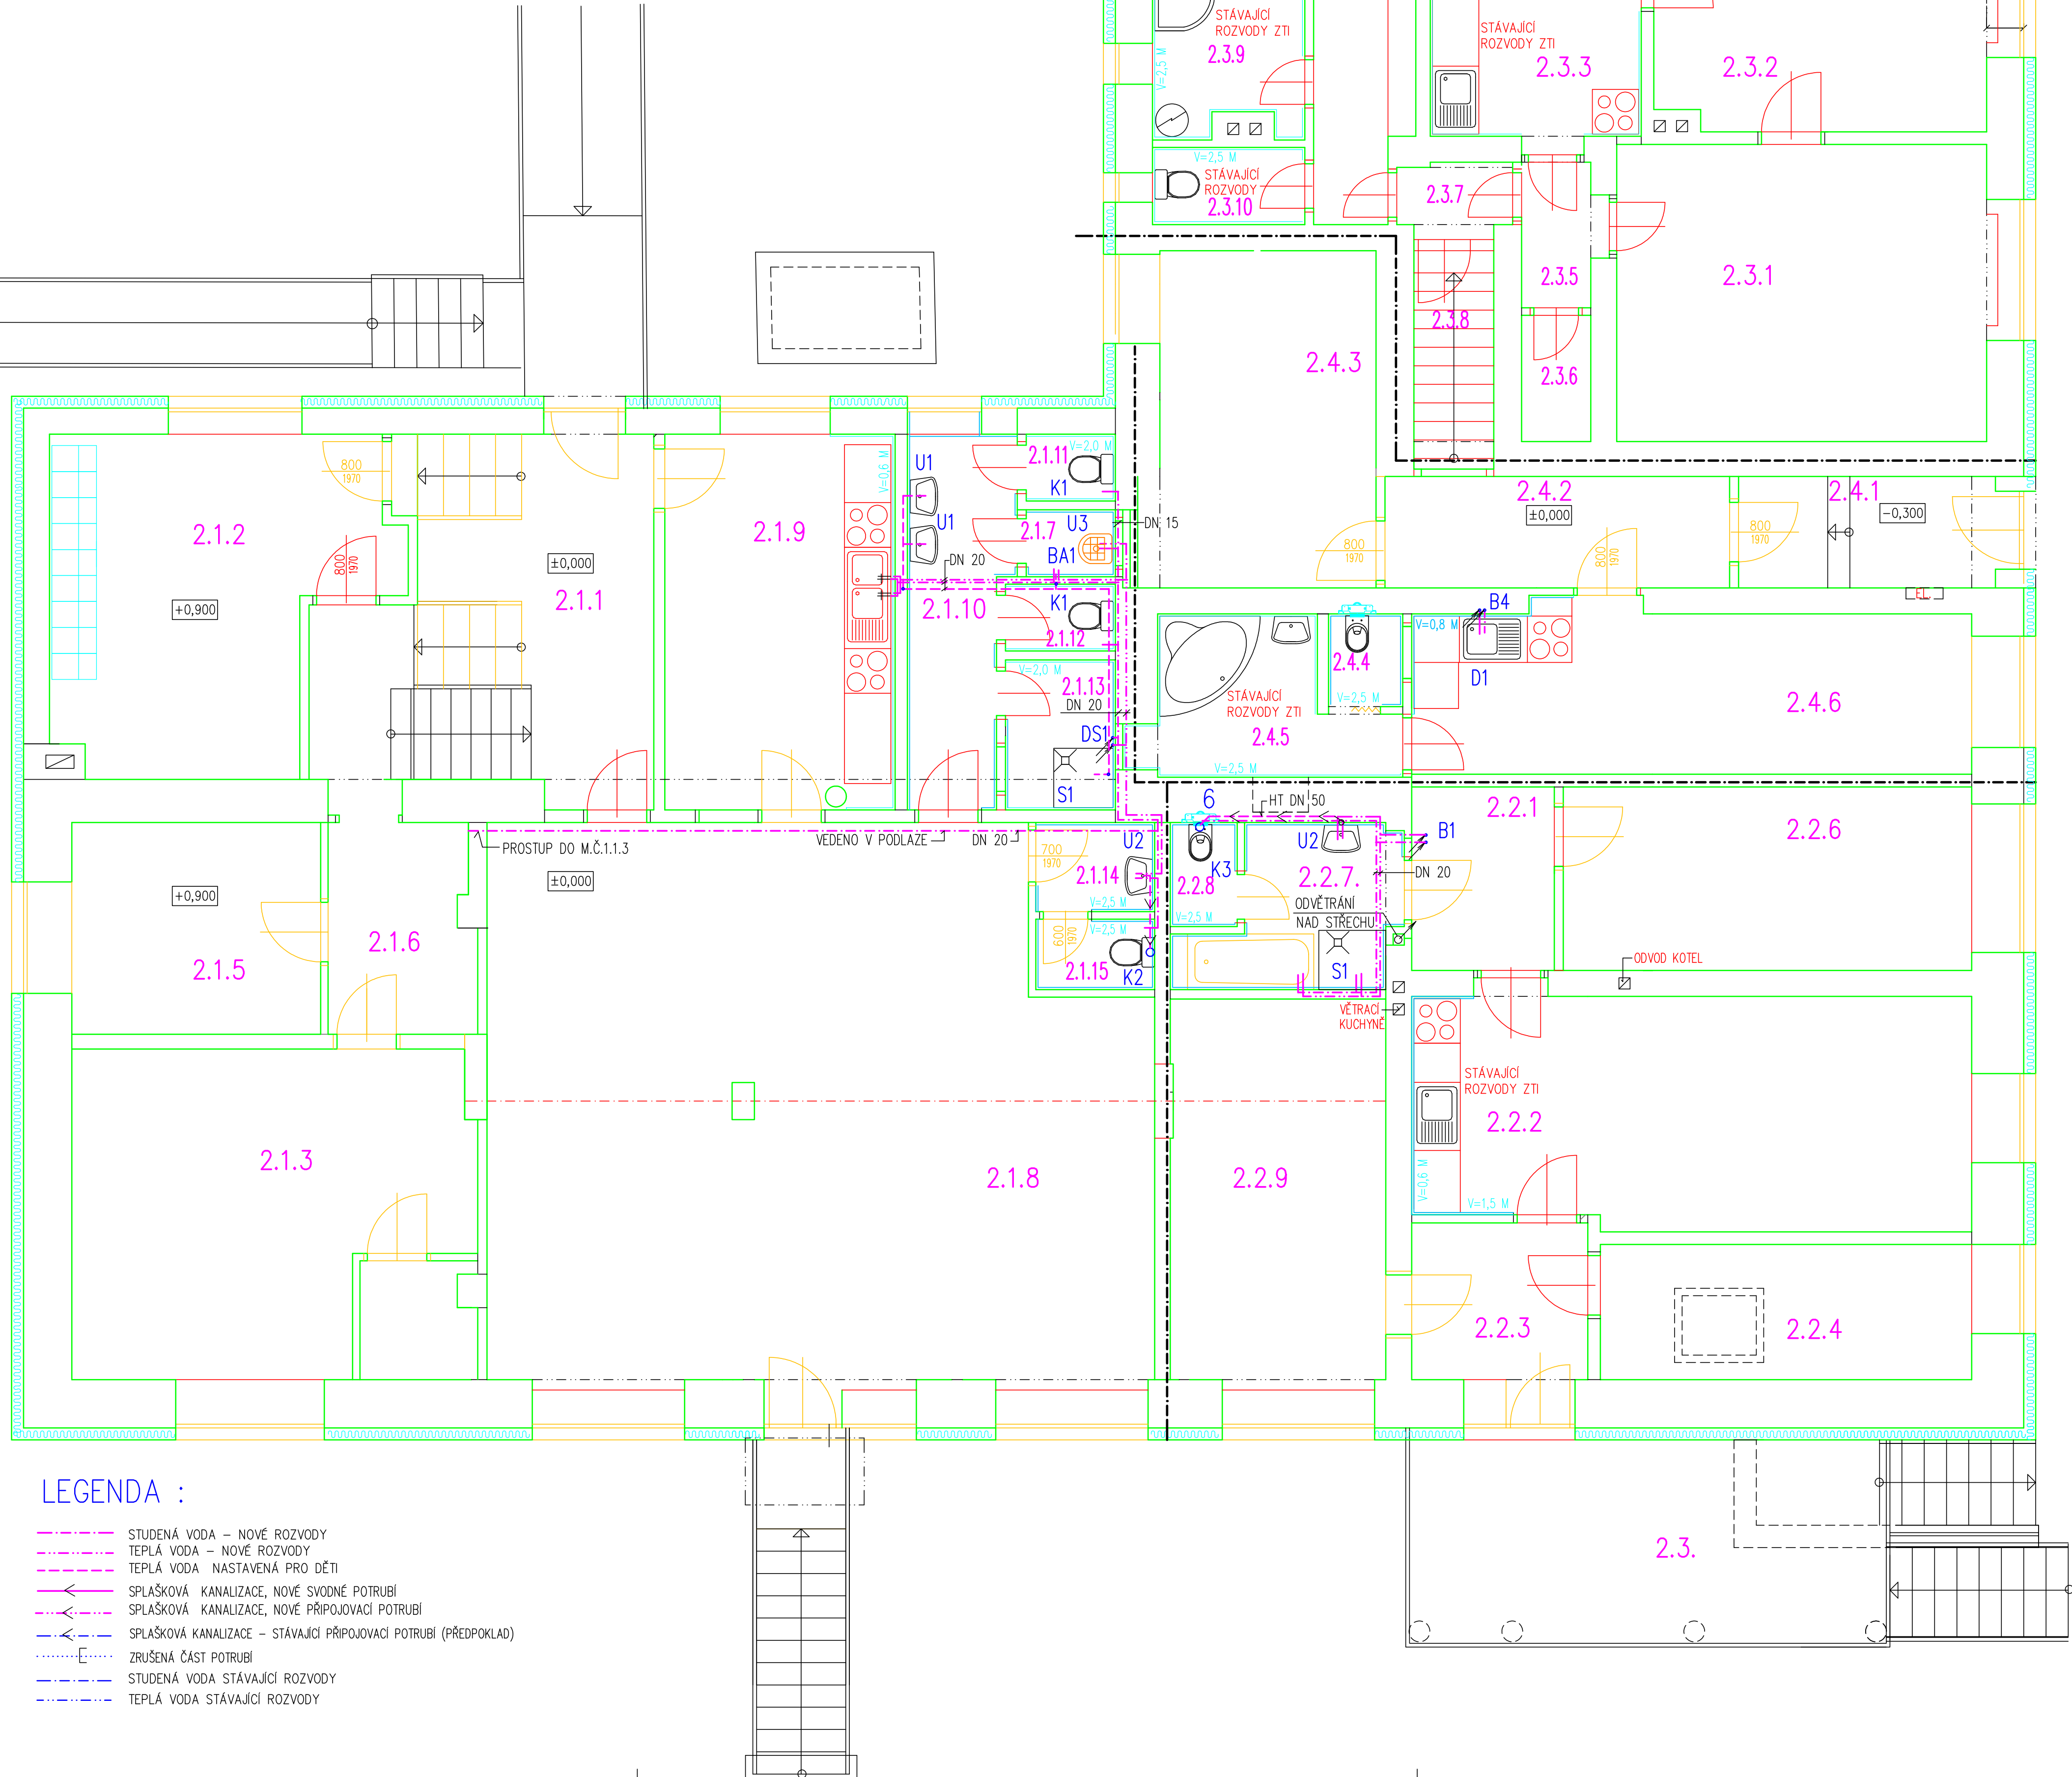 STÁVAJÍCÍ
ROZVODY ZTI
2.3.9
V=2,5 M
STÁVAJÍCÍ
ROZVODY ZTI
2.3.3
2.3.2
V=2,5 M
STÁVAJÍCÍ
ROZVODY
2.3.10
2.3.7
2.3.5
2.3.1
2.3.8
2.3.6
2.4.3
2.4.2
±0,000
2.4.1
-0,300
800
1970
800
1970
800
1970
800
1970
2.1.2
800
1970
+0,900
±0,000
2.1.1
2.1.9
V=0,6 M
U1
U1
2.1.11
V=2,0 M
K1
2.1.7
U3
BA1
DN 15
DN 20
2.1.10
K1
2.1.12
V=2,0 M
2.1.13
DN 20
DS1
S1
STÁVAJÍCÍ
ROZVODY ZTI
2.4.5
V=2,5 M
2.4.4
V=2,5 M
V=0,8 M
B4
D1
2.4.6
PROSTUP DO M.Č.1.1.3
VEDENO V PODLAZE
DN 20
±0,000
+0,900
2.1.5
2.1.6
700
1970
U2
2.1.14
V=2,5 M
V=2,5 M
600
1970
2.1.15
K2
6
HT DN 50
K3
2.2.8
V=2,5 M
U2
2.2.7.
B1
DN 20
ODVĚTRÁNÍ
NAD STŘECHU
S1
VĚTRACÍ
KUCHYNĚ
2.2.1
2.2.6
ODVOD KOTEL
STÁVAJÍCÍ
ROZVODY ZTI
2.2.2
V=0,6 M
V=1,5 M
2.1.3
2.1.8
2.2.9
2.2.3
2.2.4
2.3.
LEGENDA :
STUDENÁ VODA – NOVÉ ROZVODY
TEPLÁ VODA – NOVÉ ROZVODY
TEPLÁ VODA NASTAVENÁ PRO DĚTI
SPLAŠKOVÁ KANALIZACE, NOVÉ SVODNÉ POTRUBÍ
SPLAŠKOVÁ KANALIZACE, NOVÉ PŘIPOJOVACÍ POTRUBÍ
SPLAŠKOVÁ KANALIZACE – STÁVAJÍCÍ PŘIPOJOVACÍ POTRUBÍ (PŘEDPOKLAD)
ZRUŠENÁ ČÁST POTRUBÍ
STUDENÁ VODA STÁVAJÍCÍ ROZVODY
TEPLÁ VODA STÁVAJÍCÍ ROZVODY